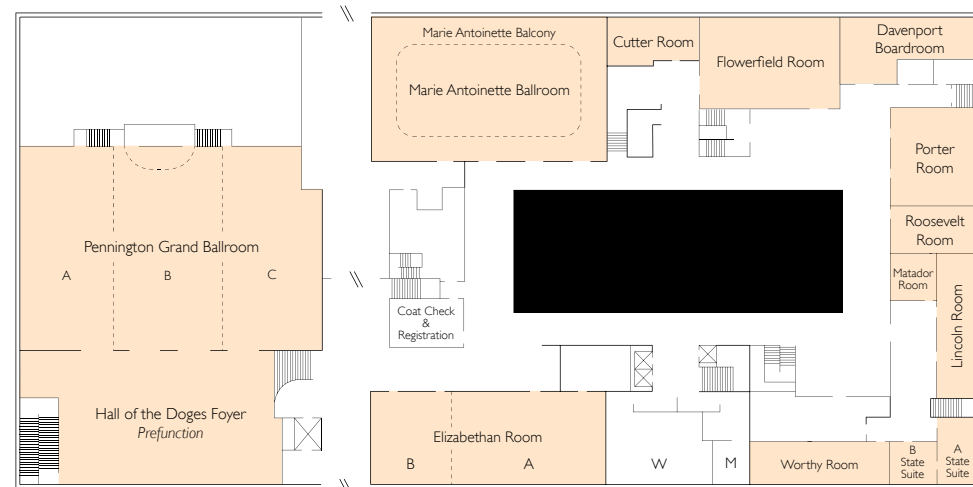 Marie Antoinette Balcony
Marie Antoinette Ballroom
Cutter Room
Flowerfield Room
Davenport
Boardroom
Porter
Room
Roosevelt
Room
Matador
Room
Lincoln Room
Pennington Grand Ballroom
A
B
C
Coat Check
&
Registration
Hall of the Doges Foyer
Prefunction
Elizabethan Room
B
A
W
M
Worthy Room
B
State
Suite
A
State
Suite